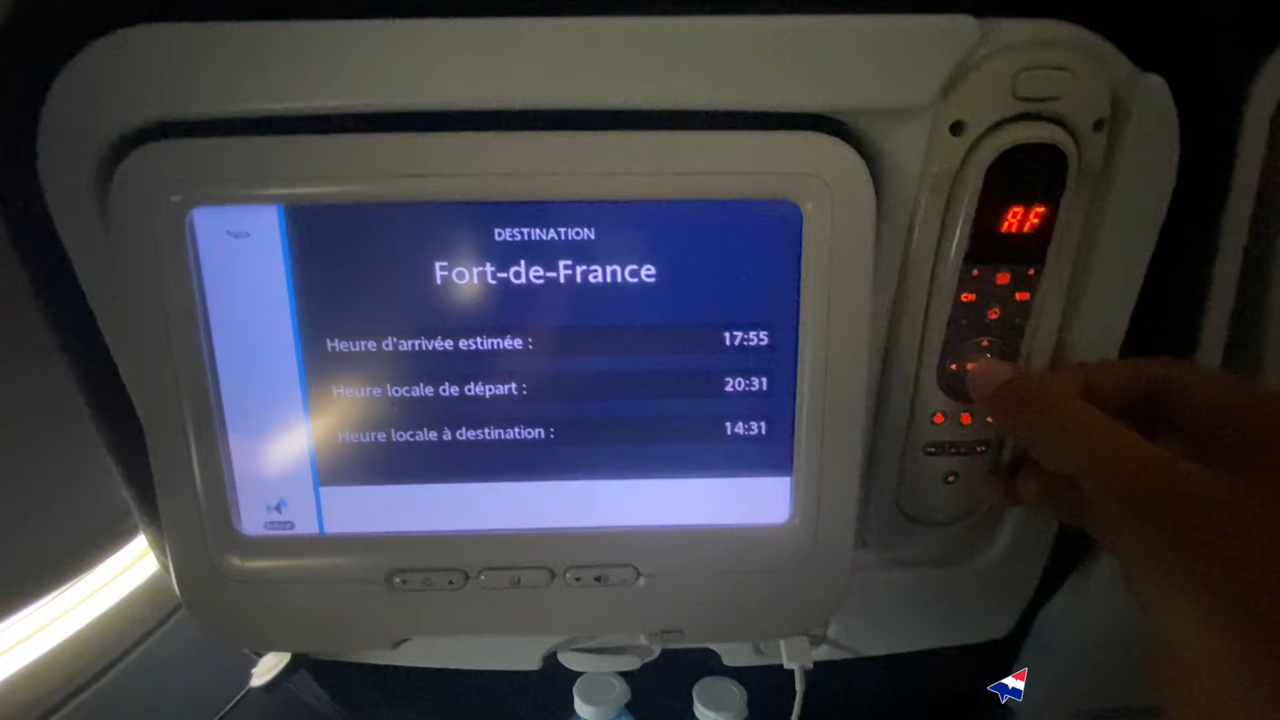 DESTINATION
Fort-de-France
Heure d'arrivée estimée : 17:55
Heure locale de départ : 20:31
Heure locale à destination : 14:31
AF
CH